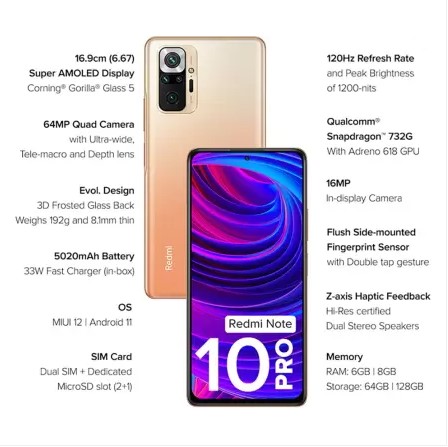 16.9cm (6.67)
Super AMOLED Display
Corning® Gorilla® Glass 5
64MP Quad Camera
with Ultra-wide,
Tele-macro and Depth lens
Evol. Design
3D Frosted Glass Back
Weighs 192g and 8.1mm thin
5020mAh Battery
33W Fast Charger (in-box)
OS
MIUI 12 | Android 11
SIM Card
Dual SIM + Dedicated
MicroSD slot (2+1)
Redmi
Redmi Note
10 PRO
120Hz Refresh Rate
and Peak Brightness
of 1200-nits
Qualcomm®
Snapdragon™ 732G
With Adreno 618 GPU
16MP
In-display Camera
Flush Side-mounted
Fingerprint Sensor
with Double tap gesture
Z-axis Haptic Feedback
Hi-Res certified
Dual Stereo Speakers
Memory
RAM: 6GB | 8GB
Storage: 64GB | 128GB